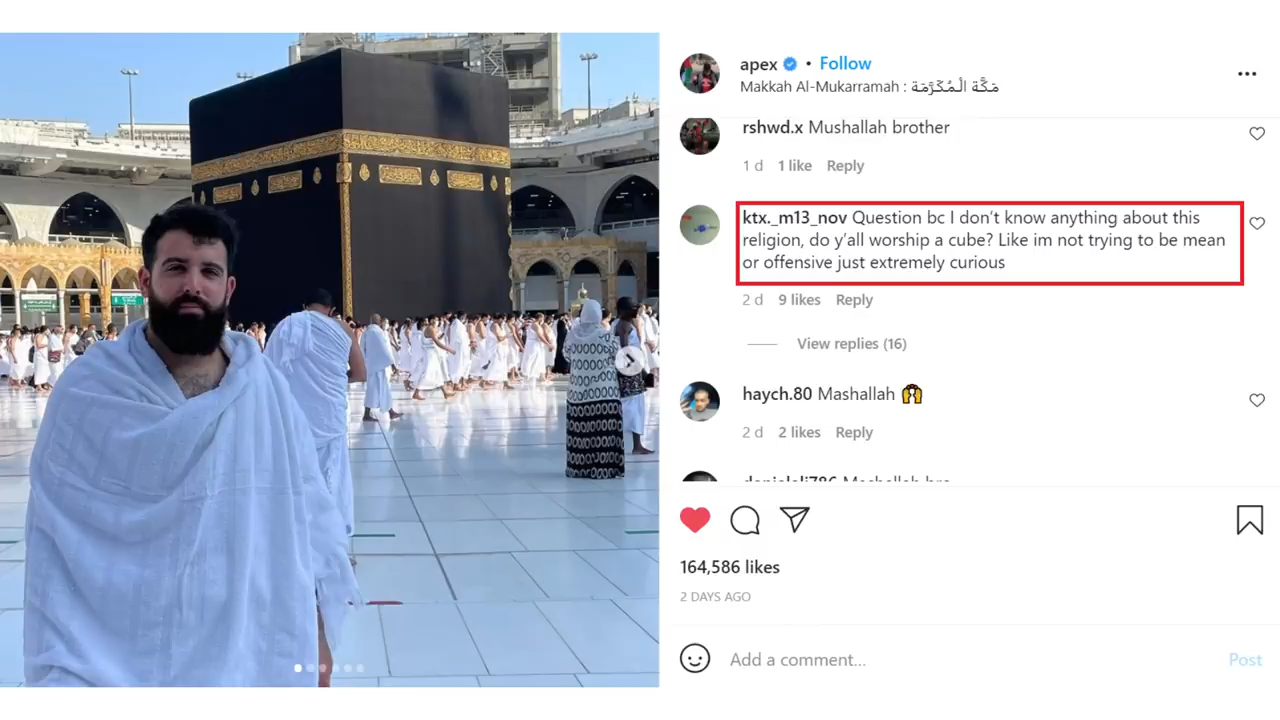 apex • Follow
Makkah Al-Mukarramah : مَكَّة الْمُكَرَّمَة
rshwd.x Mushallah brother
1 d 1 like Reply
ktx._m13_nov Question bc I don't know anything about this
religion, do y'all worship a cube? Like im not trying to be mean
or offensive just extremely curious
2 d 9 likes Reply
View replies (16)
haych.80 Mashallah
2 d 2 likes Reply
164,586 likes
2 DAYS AGO
Add a comment... Post